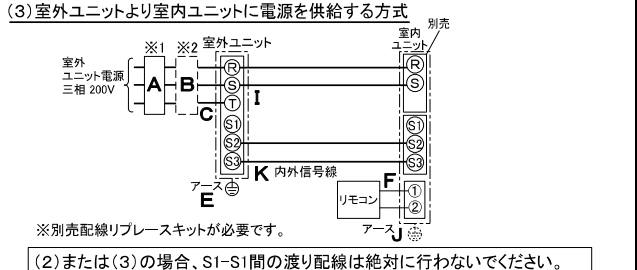 (3)室外ユニットより室内ユニットに電源を供給する方式
別売
※1 ※2 室外ユニット
室内
ユニット
室外
ユニット電源
三相 200V
A B
C
R
S
T
S1
S2
S3
I
R
S
S1
S2
S3
K 内外信号線
アース
E
F
リモコン
①
②
アース J
※別売配線リプレースキットが必要です。
(2)または(3)の場合、S1-S1間の渡り配線は絶対に行わないでください。